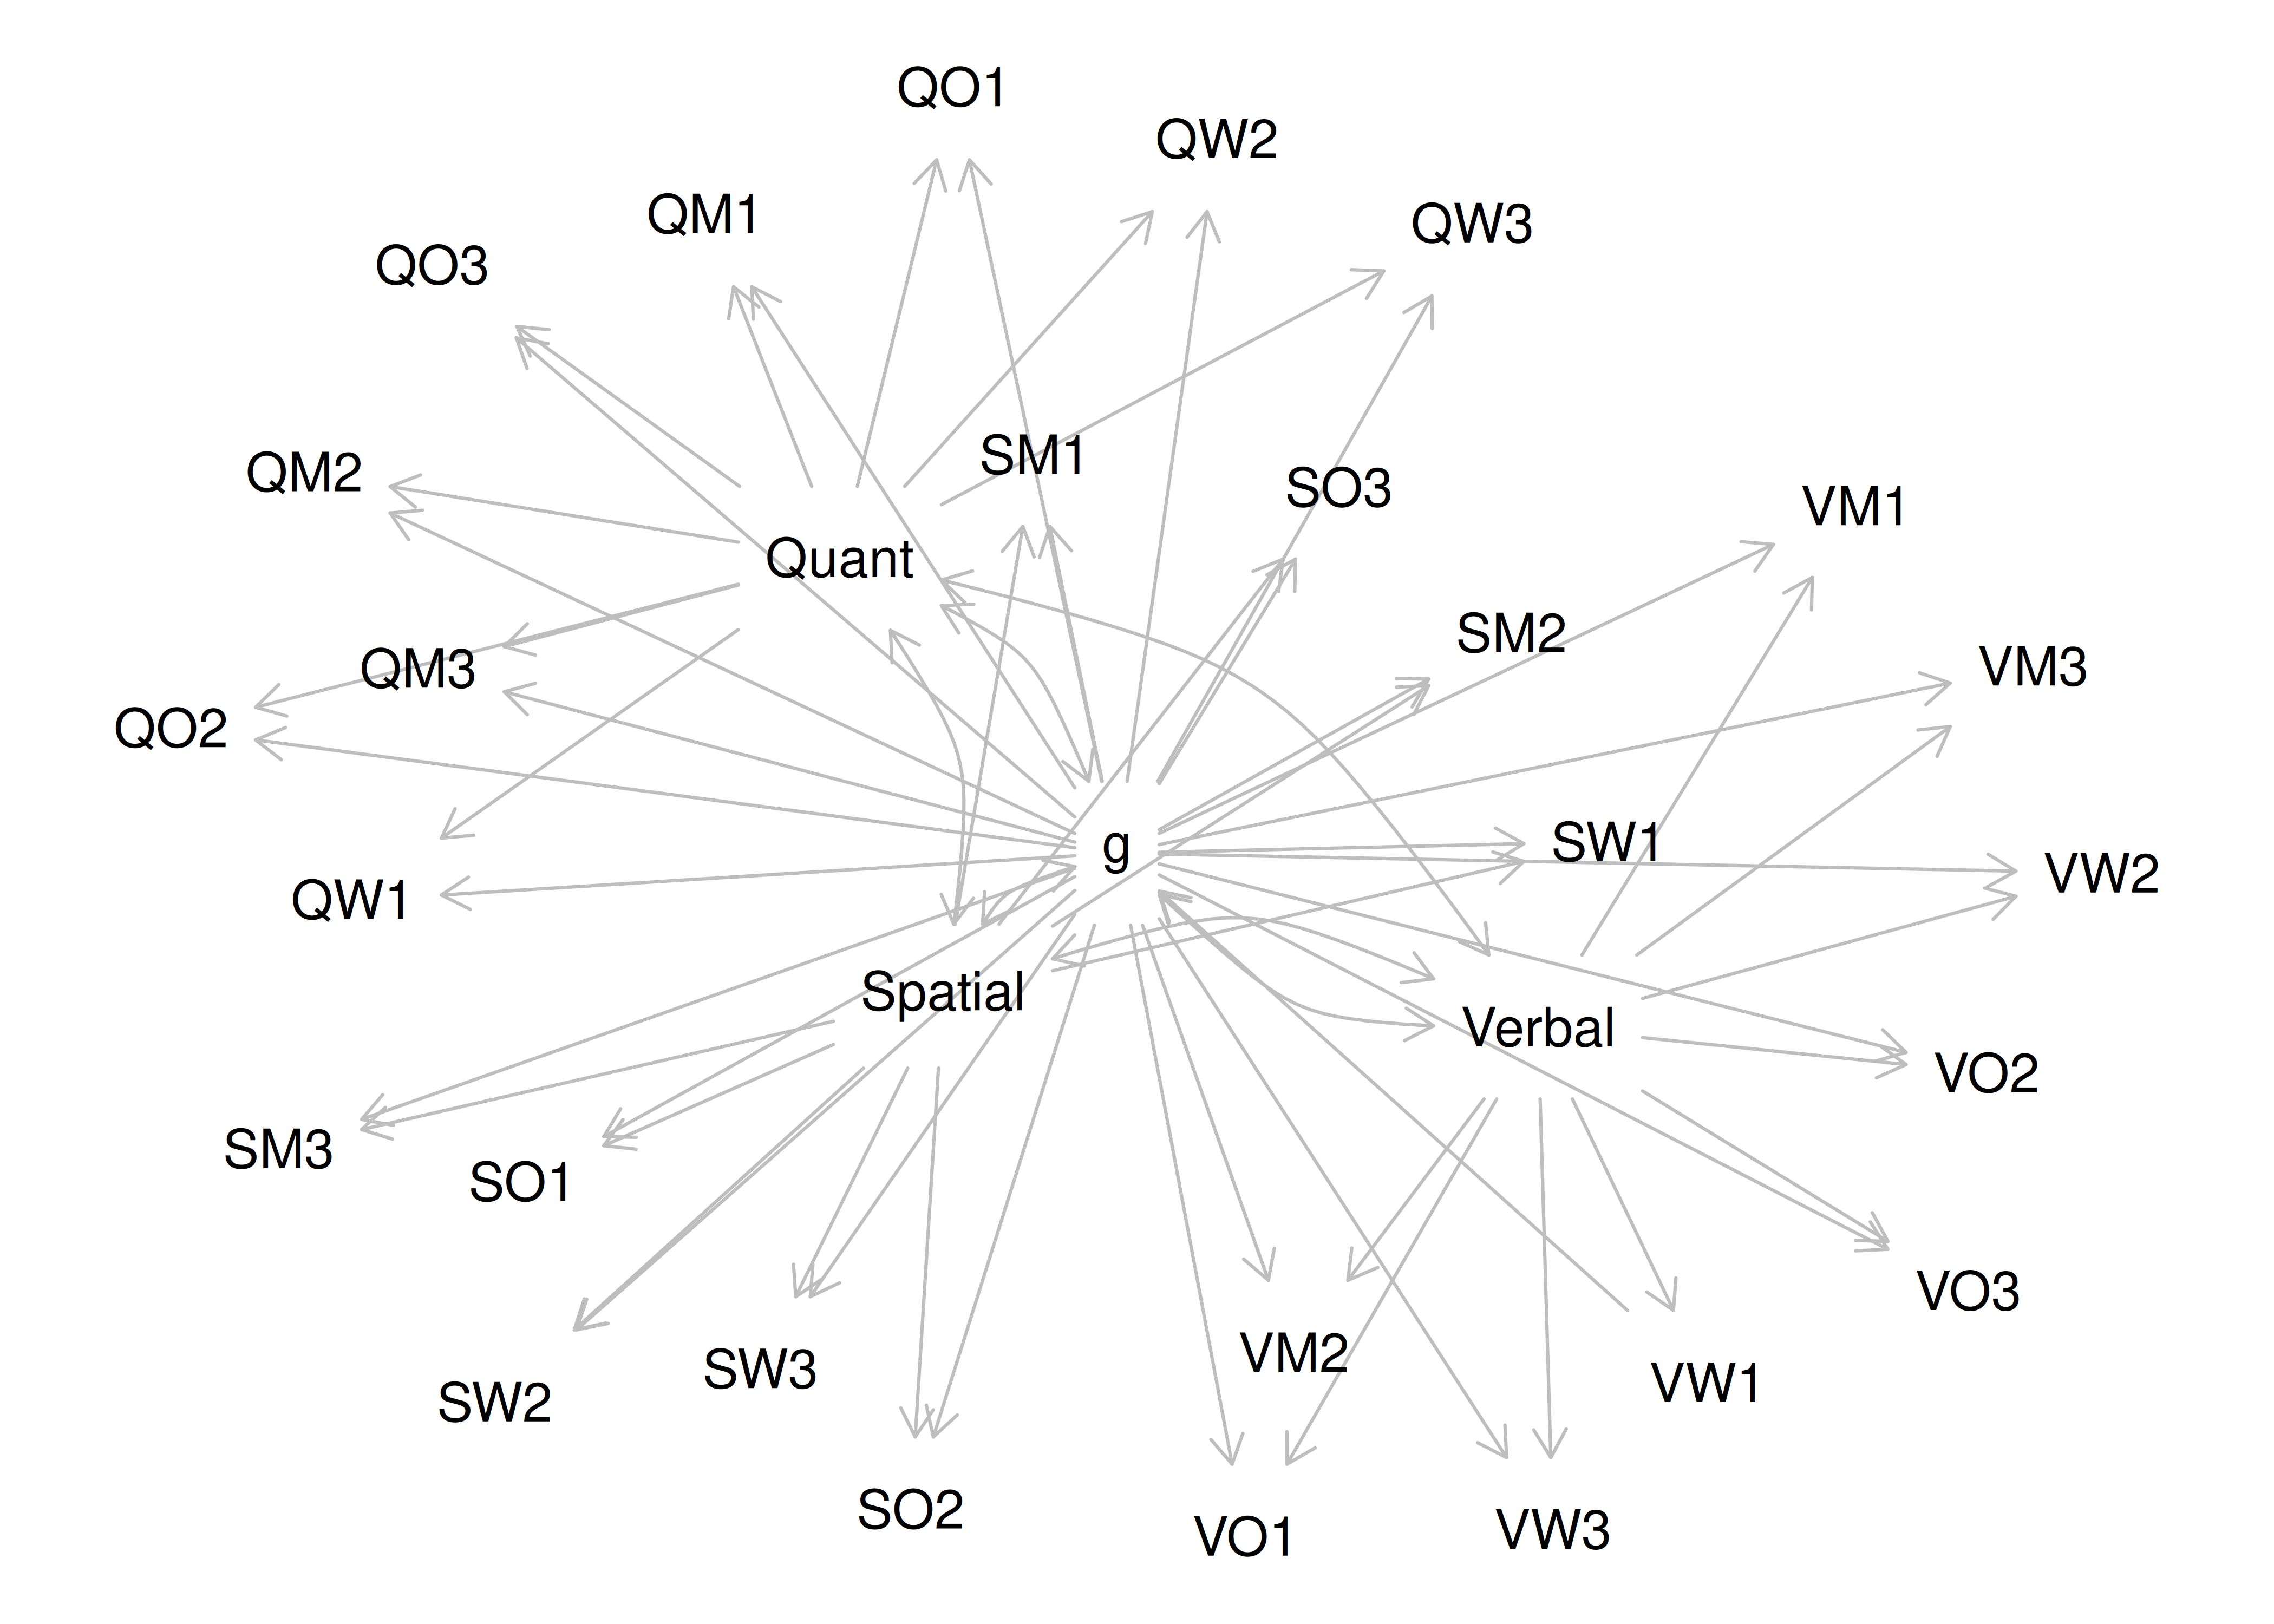 QO1
QW2
QM1
QW3
QO3
SM1
QM2
SO3
VM1
Quant
SM2
QM3
VM3
QO2
SW1
g
VW2
QW1
Spatial
Verbal
VO2
SM3
SO1
VO3
VM2
SW3
VW1
SW2
SO2
VW3
VO1